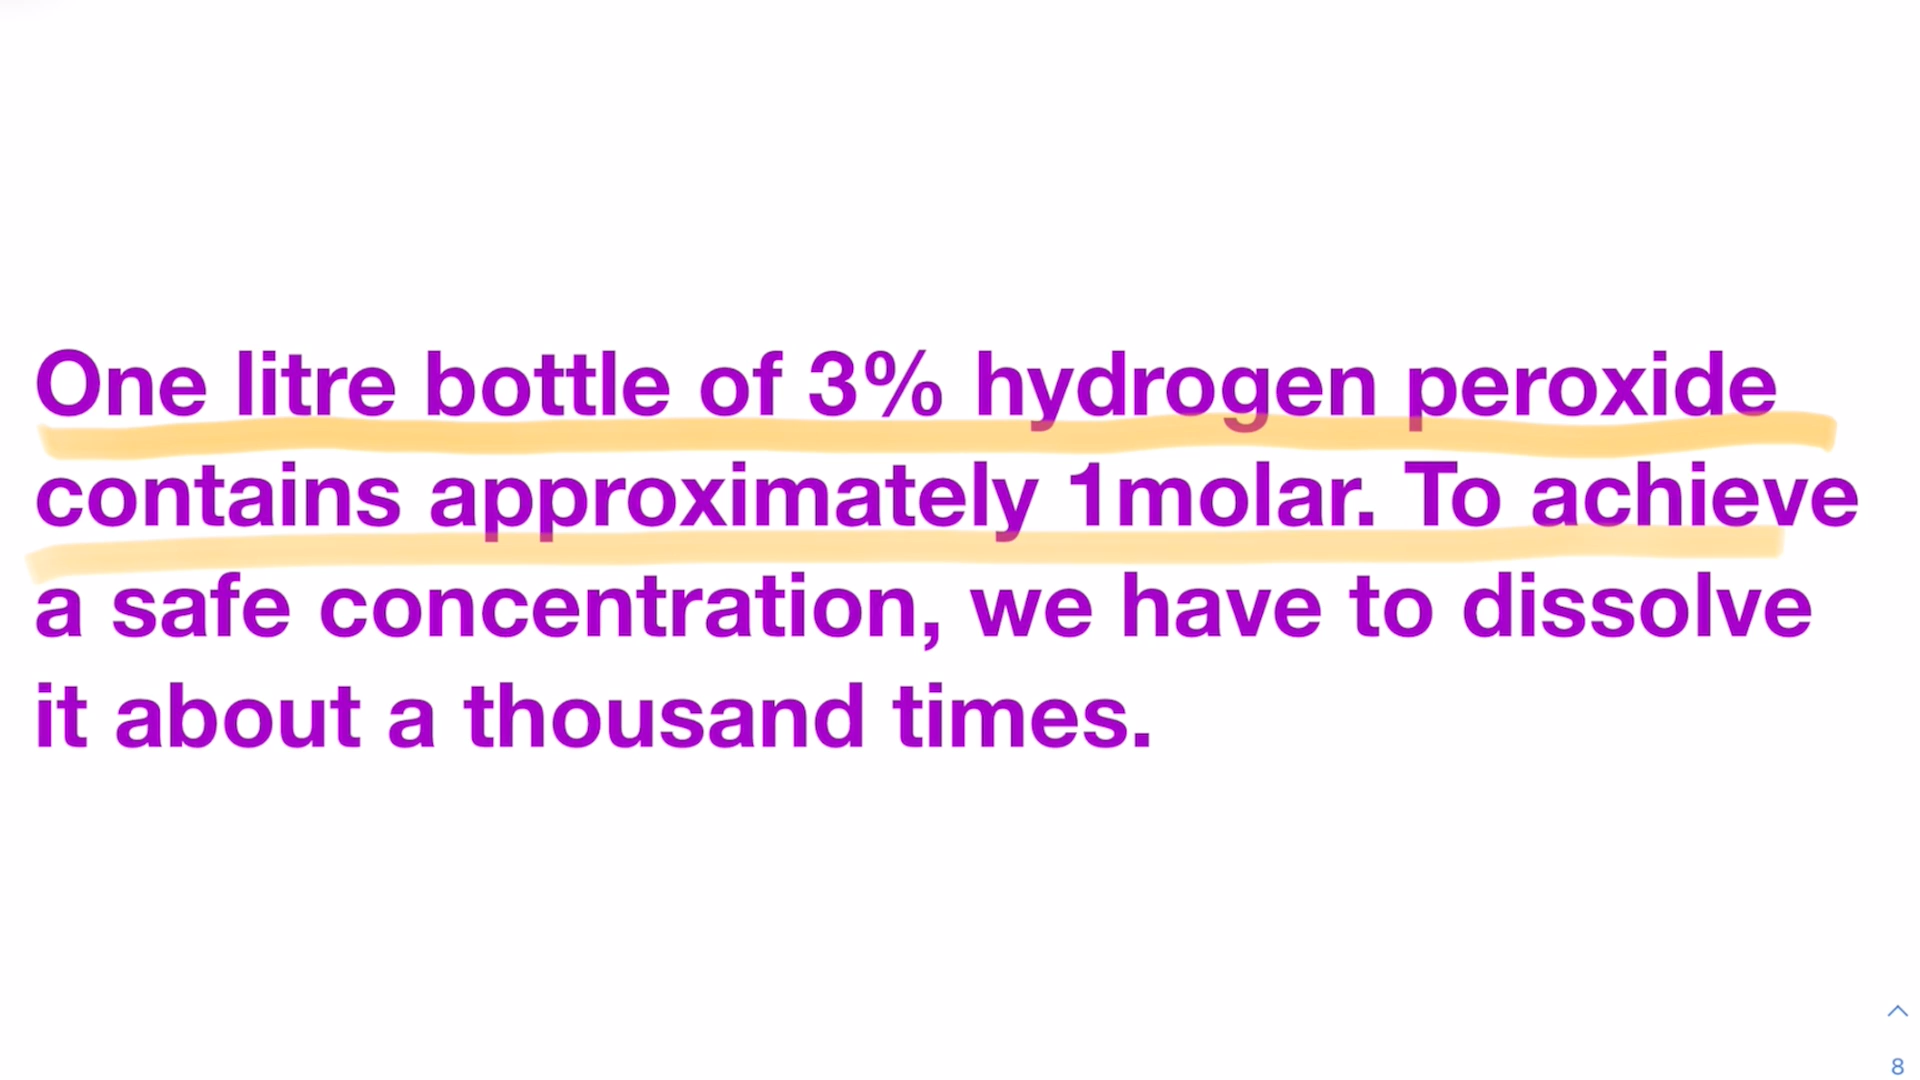 One litre bottle of 3% hydrogen peroxide
contains approximately 1molar. To achieve
a safe concentration, we have to dissolve
it about a thousand times.
8